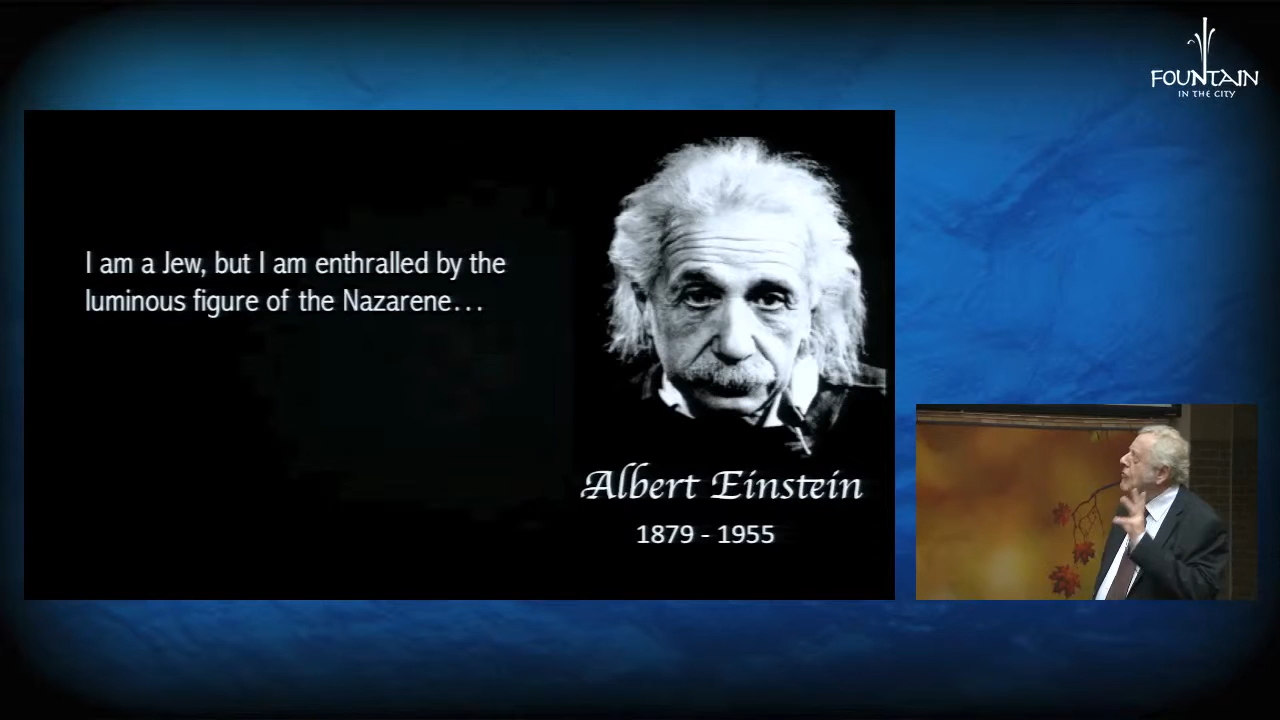 FOUNTAIN
IN THE CITY
I am a Jew, but I am enthralled by the
luminous figure of the Nazarene…
Albert Einstein
1879 - 1955